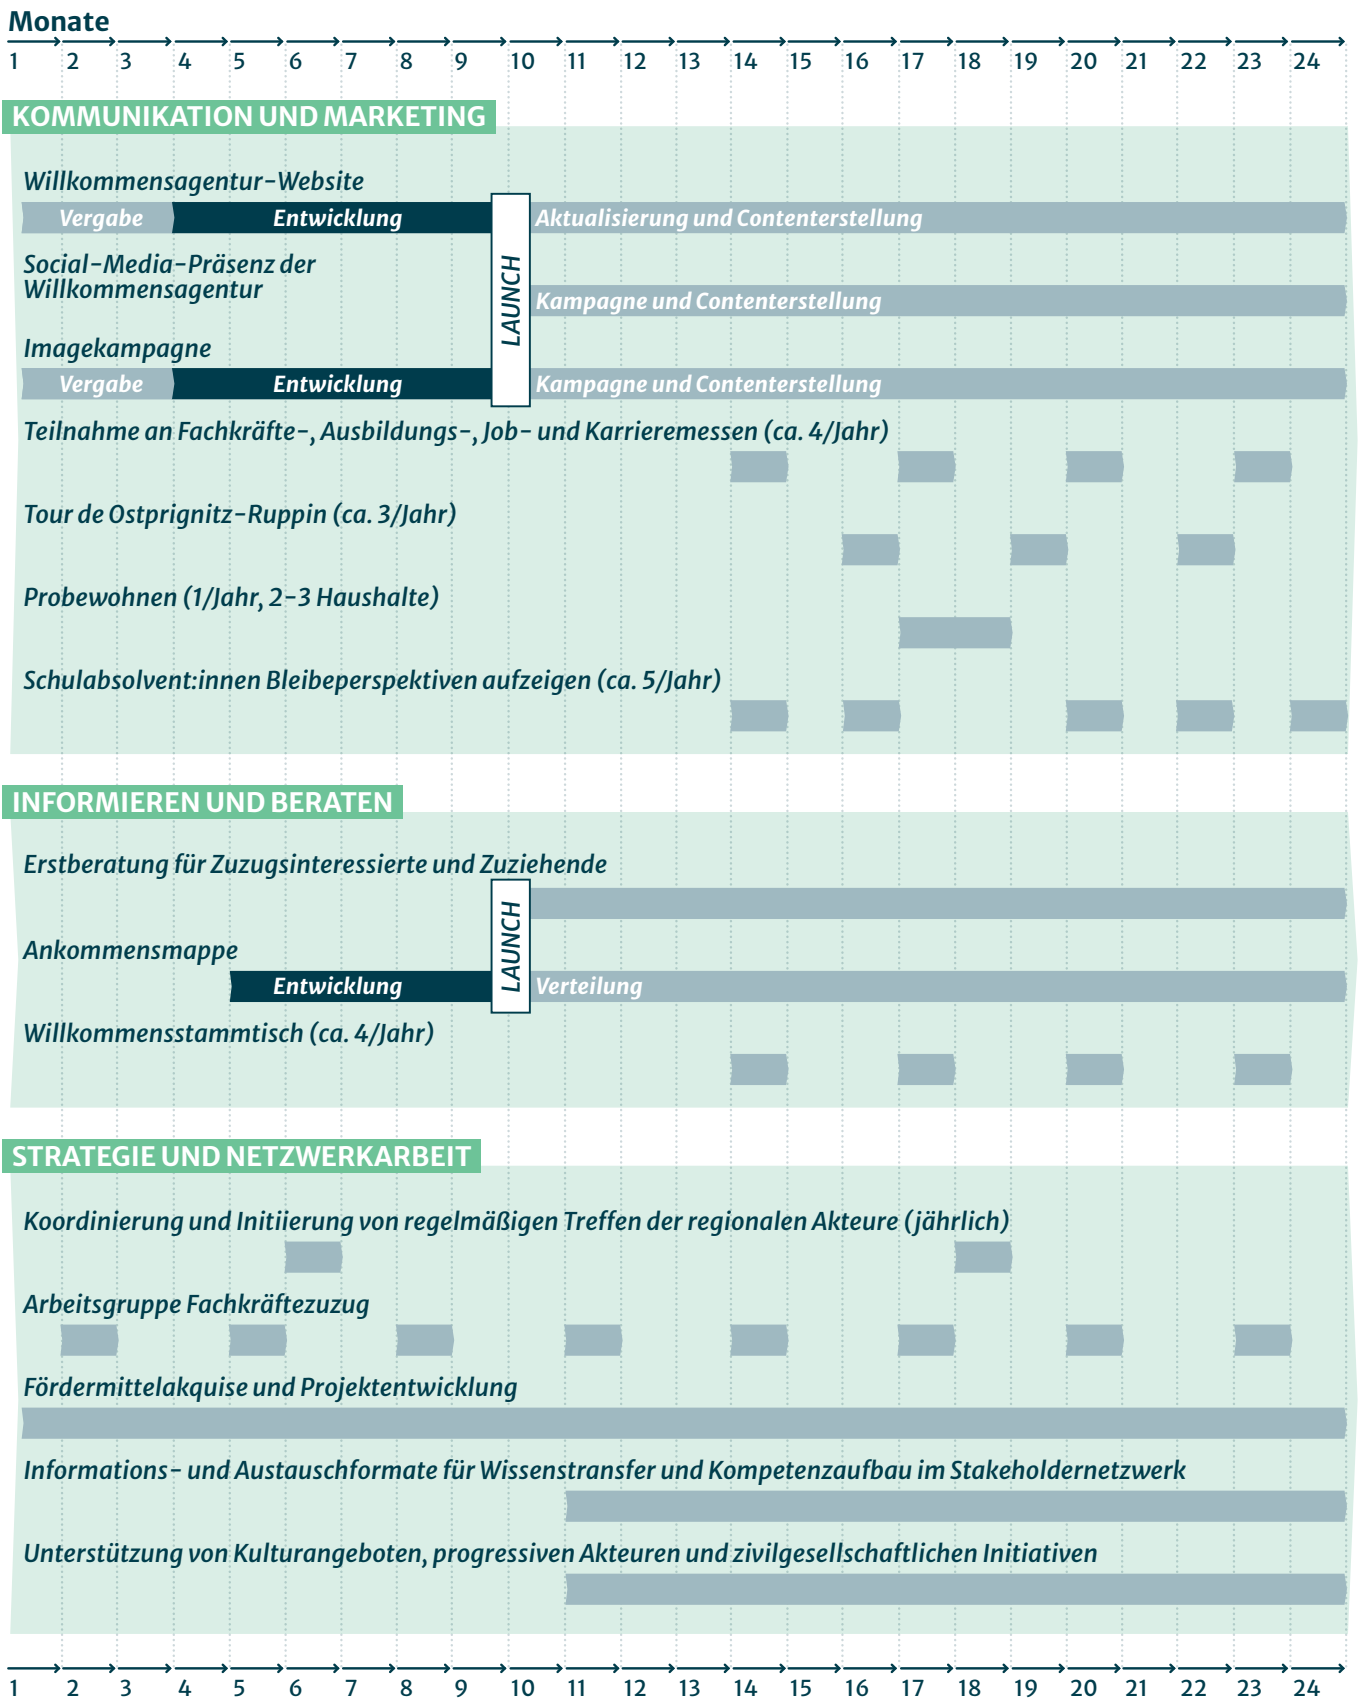 Monate
1 2 3 4 5 6 7 8 9 10 11 12 13 14 15 16 17 18 19 20 21 22 23 24
KOMMUNIKATION UND MARKETING
Willkommensagentur-Website
Vergabe Entwicklung Aktualisierung und Contenterstellung
Social-Media-Präsenz der
Willkommensagentur
LAUNCH
Kampagne und Contenterstellung
Imagekampagne
Vergabe Entwicklung Kampagne und Contenterstellung
Teilnahme an Fachkräfte-, Ausbildungs-, Job- und Karrieremessen (ca. 4/Jahr)
Tour de Ostprignitz-Ruppin (ca. 3/Jahr)
Probewohnen (1/Jahr, 2-3 Haushalte)
Schulabsolvent:innen Bleibeperspektiven aufzeigen (ca. 5/Jahr)
INFORMIEREN UND BERATEN
Erstberatung für Zuzugsinteressierte und Zuziehende
LAUNCH
Ankommensmappe
Entwicklung Verteilung
Willkommensstammtisch (ca. 4/Jahr)
STRATEGIE UND NETZWERKARBEIT
Koordinierung und Initiierung von regelmäßigen Treffen der regionalen Akteure (jährlich)
Arbeitsgruppe Fachkräftezuzug
Fördermittelakquise und Projektentwicklung
Informations- und Austauschformate für Wissenstransfer und Kompetenzaufbau im Stakeholdernetzwerk
Unterstützung von Kulturangeboten, progressiven Akteuren und zivilgesellschaftlichen Initiativen
1 2 3 4 5 6 7 8 9 10 11 12 13 14 15 16 17 18 19 20 21 22 23 24